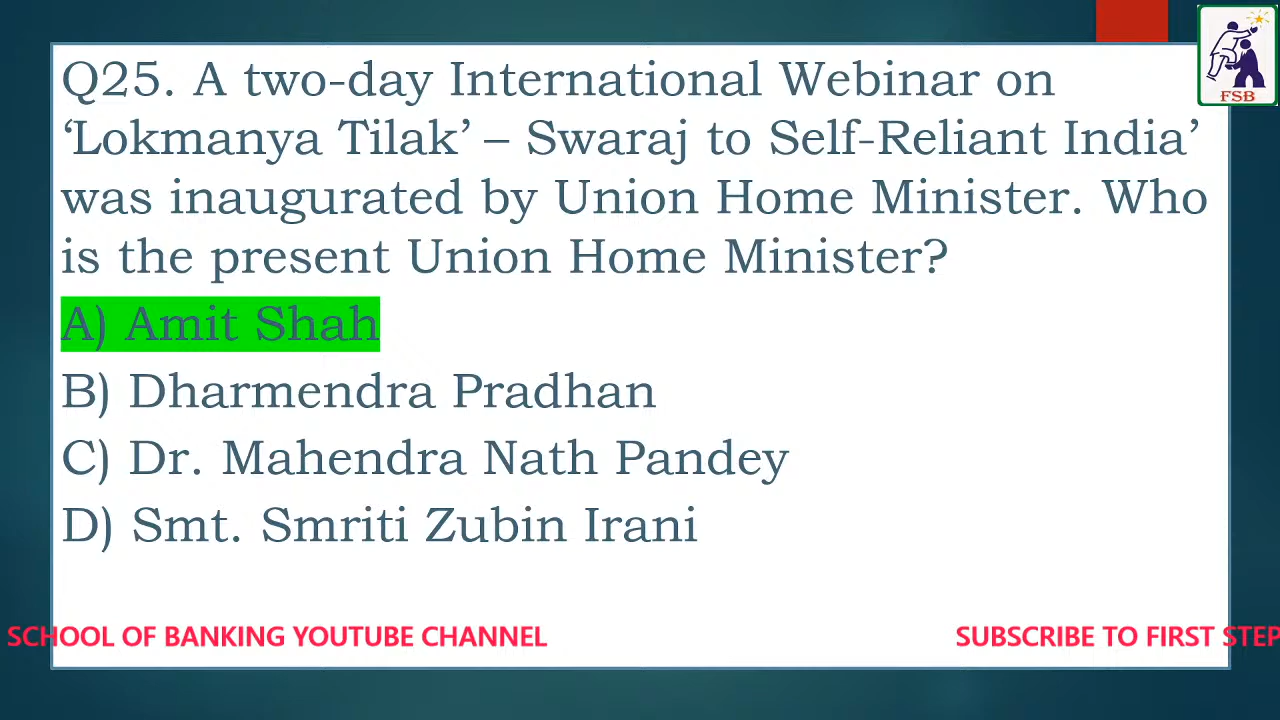 Q25. A two-day International Webinar on
‘Lokmanya Tilak’ – Swaraj to Self-Reliant India’
was inaugurated by Union Home Minister. Who
is the present Union Home Minister?
A) Amit Shah
B) Dharmendra Pradhan
C) Dr. Mahendra Nath Pandey
D) Smt. Smriti Zubin Irani
SCHOOL OF BANKING YOUTUBE CHANNEL
SUBSCRIBE TO FIRST STEP
FSB